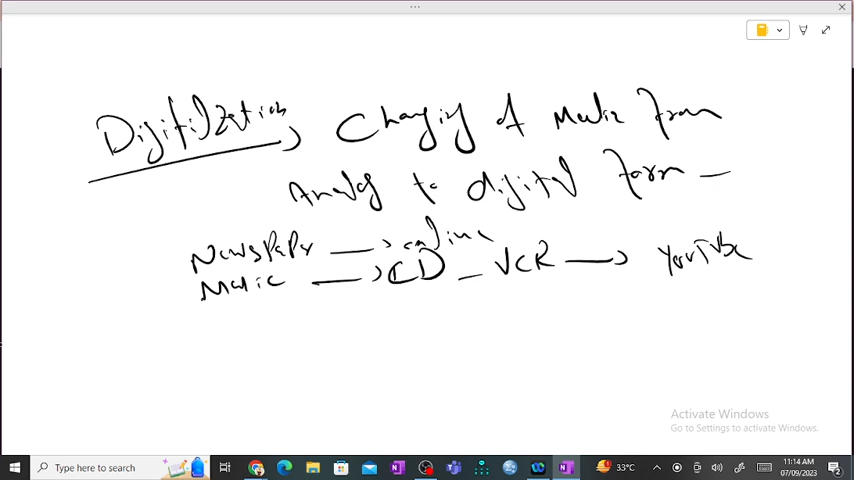 Digitilzation → Changing of Media from
Analog to digital form —
Newspaper → online
Music → CD — VCR → YouTube
Activate Windows
Go to Settings to activate Windows.
Type here to search
33°C
11:14 AM
07/09/2023
2